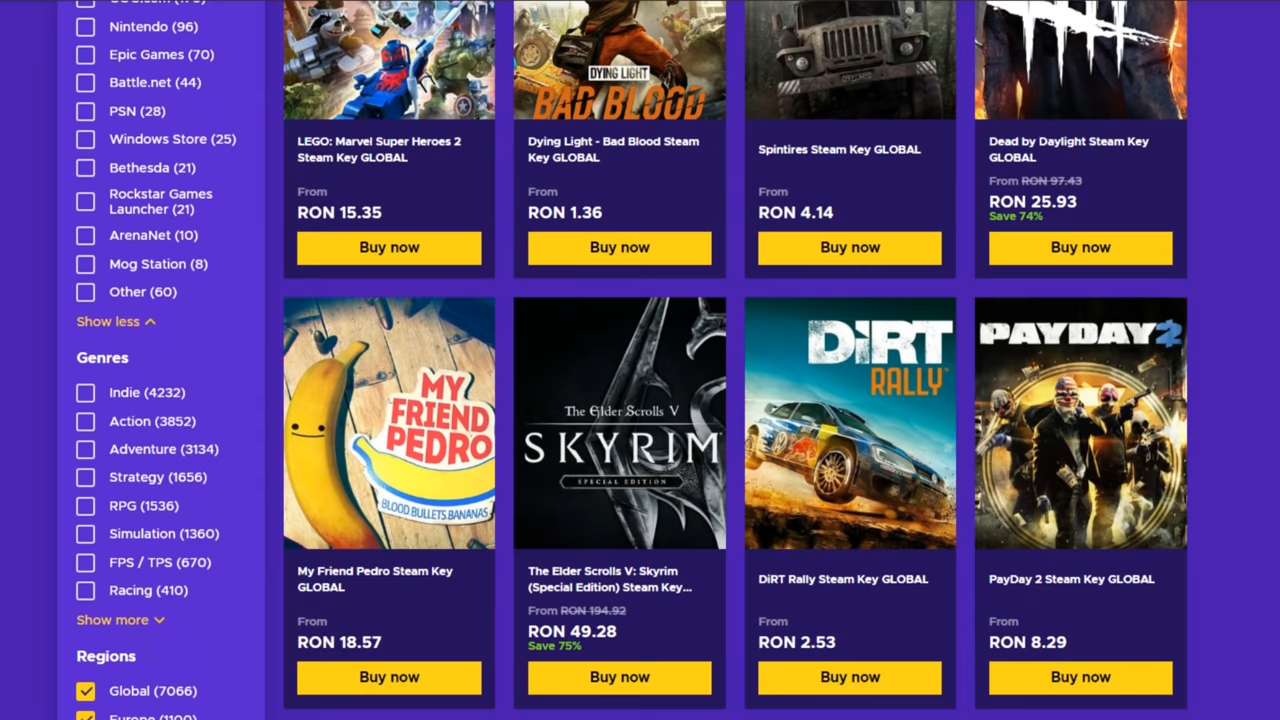 Nintendo (96)
Epic Games (70)
Battle.net (44)
PSN (28)
Windows Store (25)
Bethesda (21)
Rockstar Games
Launcher (21)
ArenaNet (10)
Mog Station (8)
Other (60)
Show less
Genres
Indie (4232)
Action (3852)
Adventure (3134)
Strategy (1656)
RPG (1536)
Simulation (1360)
FPS / TPS (670)
Racing (410)
Show more
Regions
Global (7066)
Europe (1100)
LEGO: Marvel Super Heroes 2
Steam Key GLOBAL
From
RON 15.35
Buy now
DYING LIGHT
BAD BLOOD
Dying Light - Bad Blood Steam
Key GLOBAL
From
RON 1.36
Buy now
Spintires Steam Key GLOBAL
From
RON 4.14
Buy now
Dead by Daylight Steam Key
GLOBAL
From RON 97.43
RON 25.93
Save 74%
Buy now
MY
FRIEND
PEDRO
BLOOD BULLETS BANANAS
My Friend Pedro Steam Key
GLOBAL
From
RON 18.57
Buy now
The Elder Scrolls V
SKYRIM
SPECIAL EDITION
The Elder Scrolls V: Skyrim
(Special Edition) Steam Key...
From RON 194.92
RON 49.28
Save 75%
Buy now
DiRT
RALLY
DiRT Rally Steam Key GLOBAL
From
RON 2.53
Buy now
PAYDAY 2
PayDay 2 Steam Key GLOBAL
From
RON 8.29
Buy now